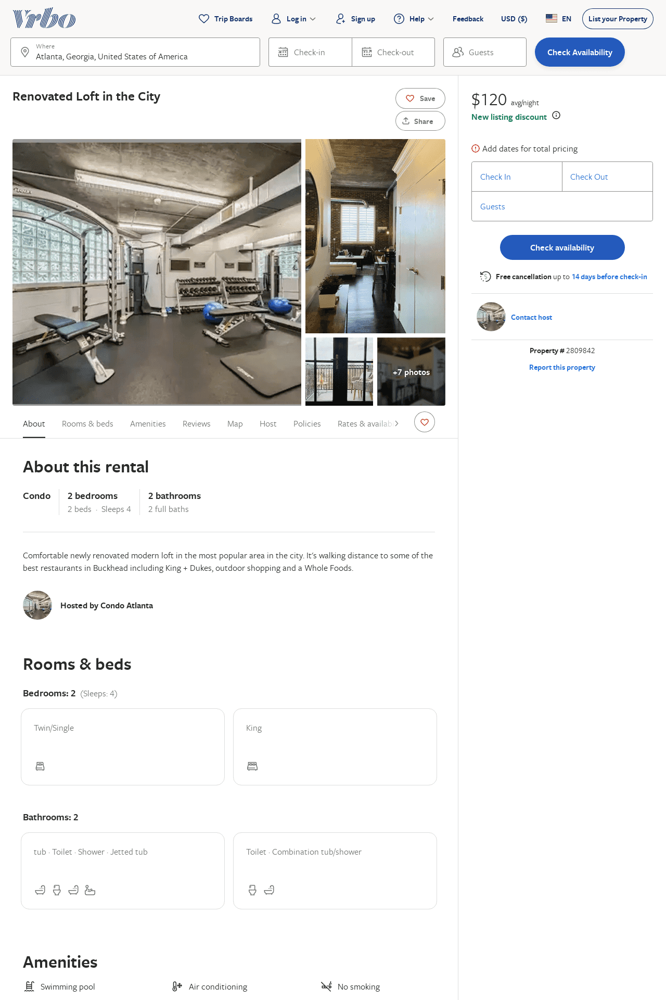 Vrbo
Trip Boards
Log in
Sign up
Help
Feedback
USD ($)
EN
List your Property
Where
Atlanta, Georgia, United States of America
Check-in
Check-out
Guests
Check Availability
Renovated Loft in the City
Save
Share
+7 photos
$120 avg/night
New listing discount
Add dates for total pricing
Check In
Check Out
Guests
Check availability
Free cancellation up to 14 days before check-in
Contact host
Property # 2809842
Report this property
About
Rooms & beds
Amenities
Reviews
Map
Host
Policies
Rates & availab
About this rental
Condo
2 bedrooms
2 beds · Sleeps 4
2 bathrooms
2 full baths
Comfortable newly renovated modern loft in the most popular area in the city. It's walking distance to some of the
best restaurants in Buckhead including King + Dukes, outdoor shopping and a Whole Foods.
Hosted by Condo Atlanta
Rooms & beds
Bedrooms: 2 (Sleeps: 4)
Twin/Single
King
Bathrooms: 2
tub · Toilet · Shower · Jetted tub
Toilet · Combination tub/shower
Amenities
Swimming pool
Air conditioning
No smoking